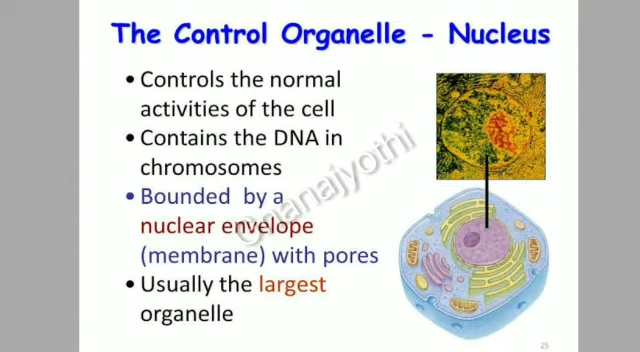 The Control Organelle - Nucleus
• Controls the normal
activities of the cell
• Contains the DNA in
chromosomes
• Bounded by a
nuclear envelope
(membrane) with pores
• Usually the largest
organelle
Gnanajyothi
25